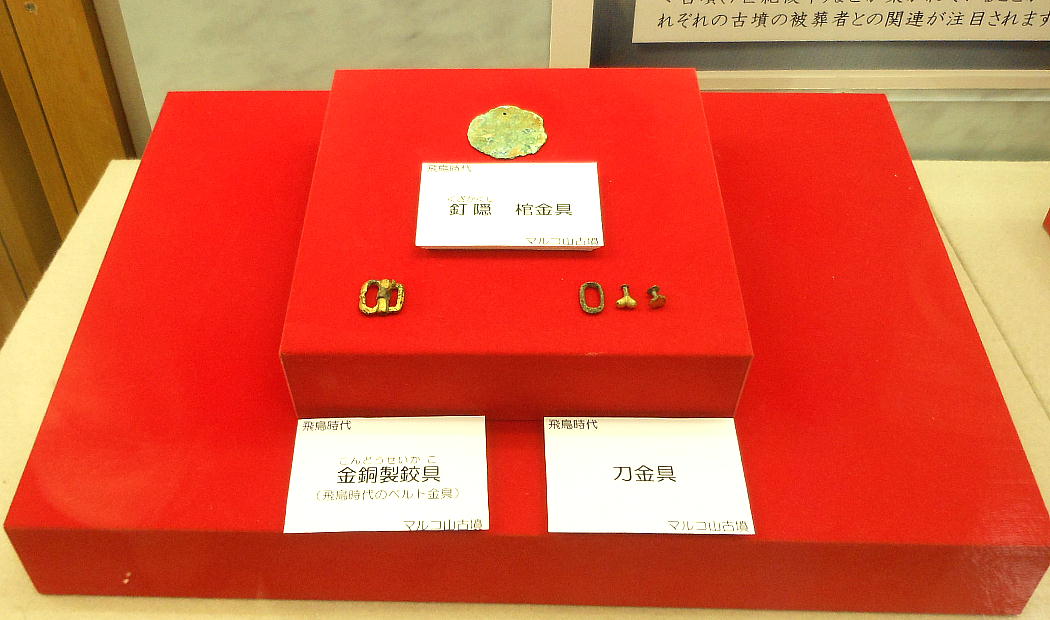 れぞれの古墳の被葬者との関連が注目されます
飛鳥時代
くぎかくし
釘隠 棺金具
マルコ山古墳
飛鳥時代
こんどうせいかこ
金銅製鉸具
(飛鳥時代のベルト金具)
マルコ山古墳
飛鳥時代
刀金具
マルコ山古墳